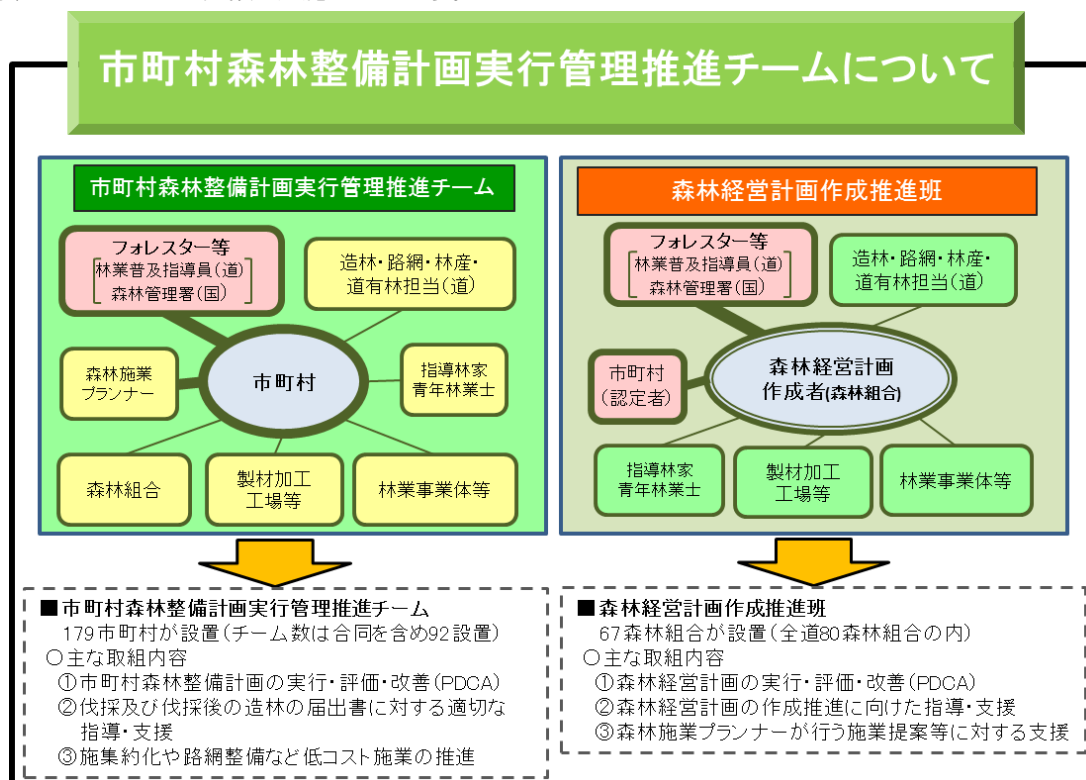 市町村森林整備計画実行管理推進チームについて
市町村森林整備計画実行管理推進チーム
フォレスター等
林業普及指導員(道)
森林管理署(国)
造林・路網・林産・
道有林担当(道)
森林施業
プランナー
市町村
指導林家
青年林業士
森林組合
製材加工
工場等
林業事業体等
森林経営計画作成推進班
フォレスター等
林業普及指導員(道)
森林管理署(国)
造林・路網・林産・
道有林担当(道)
市町村
(認定者)
森林経営計画
作成者(森林組合)
指導林家
青年林業士
製材加工
工場等
林業事業体等
■市町村森林整備計画実行管理推進チーム
179市町村が設置(チーム数は合同を含め92設置)
○主な取組内容
①市町村森林整備計画の実行・評価・改善(PDCA)
②伐採及び伐採後の造林の届出書に対する適切な
指導・支援
③施集約化や路網整備など低コスト施業の推進
■森林経営計画作成推進班
67森林組合が設置(全道80森林組合の内)
○主な取組内容
①森林経営計画の実行・評価・改善(PDCA)
②森林経営計画の作成推進に向けた指導・支援
③森林施業プランナーが行う施業提案等に対する支援